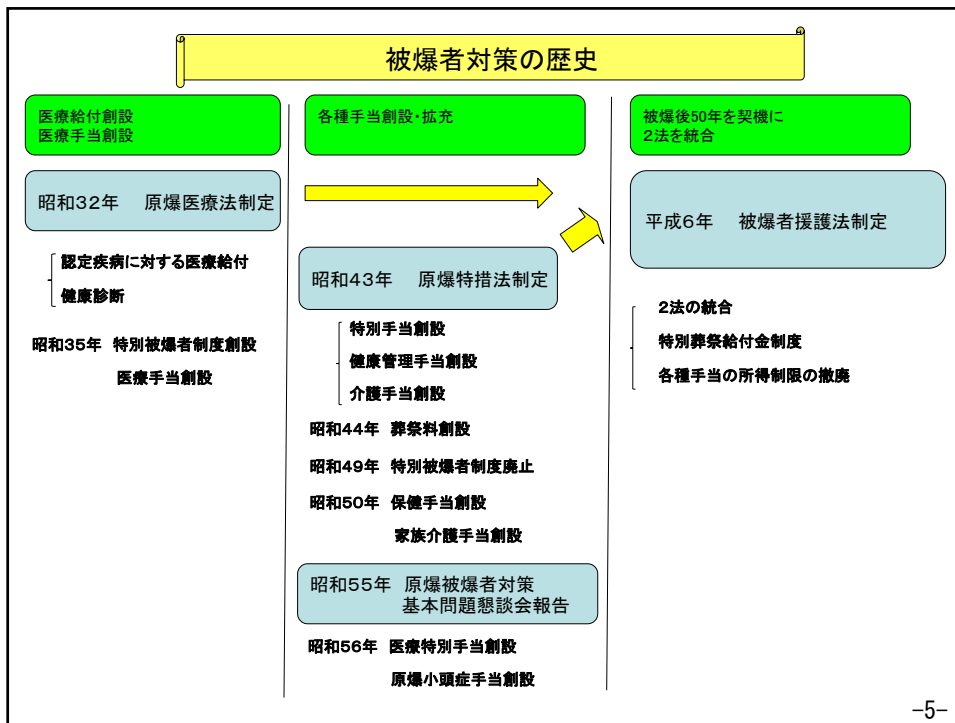 被爆者対策の歴史
医療給付創設
医療手当創設
昭和32年　原爆医療法制定
認定疾病に対する医療給付
健康診断
昭和35年 特別被爆者制度創設
医療手当創設
各種手当創設・拡充
昭和43年　原爆特措法制定
特別手当創設
健康管理手当創設
介護手当創設
昭和44年 葬祭料創設
昭和49年 特別被爆者制度廃止
昭和50年 保健手当創設
家族介護手当創設
昭和55年 原爆被爆者対策
基本問題懇談会報告
昭和56年 医療特別手当創設
原爆小頭症手当創設
被爆後50年を契機に
2法を統合
平成6年　被爆者援護法制定
2法の統合
特別葬祭給付金制度
各種手当の所得制限の撤廃
-5-